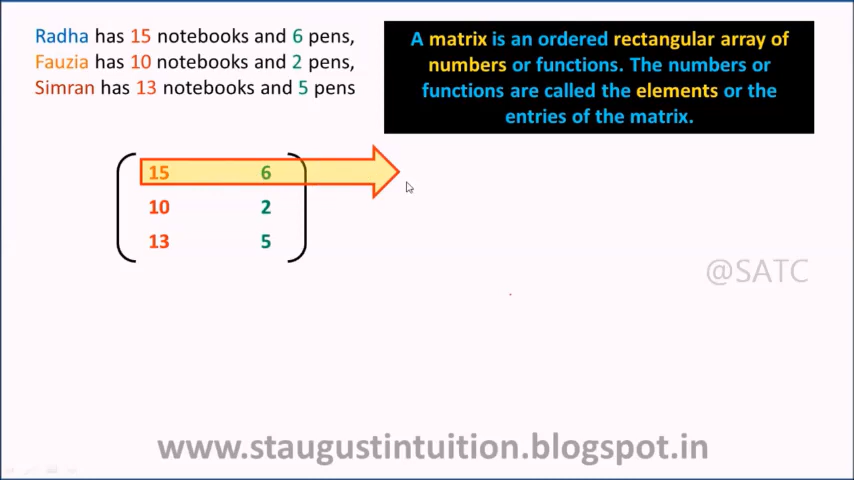 Radha has 15 notebooks and 6 pens,
Fauzia has 10 notebooks and 2 pens,
Simran has 13 notebooks and 5 pens
A matrix is an ordered rectangular array of
numbers or functions. The numbers or
functions are called the elements or the
entries of the matrix.
15 6
10 2
13 5
@SATC
www.staugustintuition.blogspot.in